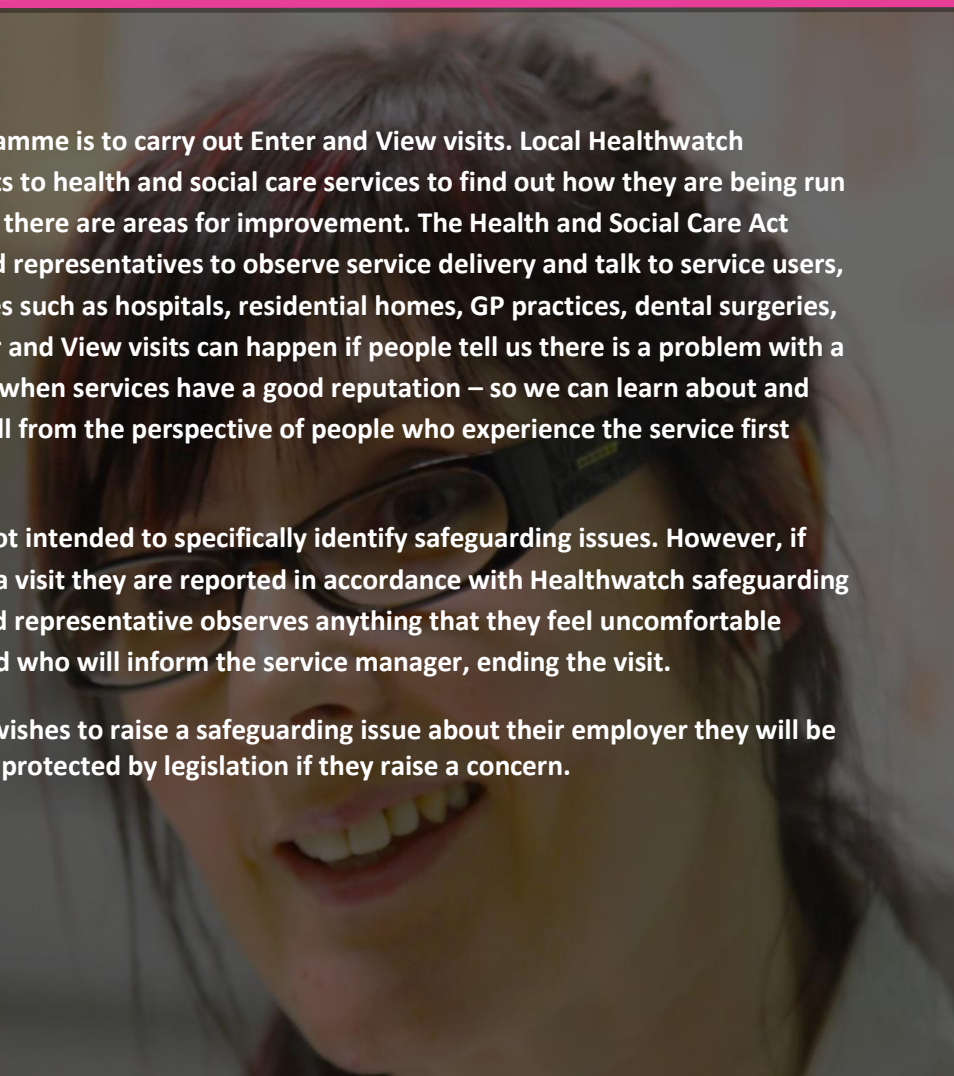 amme is to carry out Enter and View visits. Local Healthwatch
ts to health and social care services to find out how they are being run
there are areas for improvement. The Health and Social Care Act
d representatives to observe service delivery and talk to service users,
es such as hospitals, residential homes, GP practices, dental surgeries,
r and View visits can happen if people tell us there is a problem with a
when services have a good reputation – so we can learn about and
ll from the perspective of people who experience the service first
ot intended to specifically identify safeguarding issues. However, if
a visit they are reported in accordance with Healthwatch safeguarding
d representative observes anything that they feel uncomfortable
d who will inform the service manager, ending the visit.
wishes to raise a safeguarding issue about their employer they will be
protected by legislation if they raise a concern.